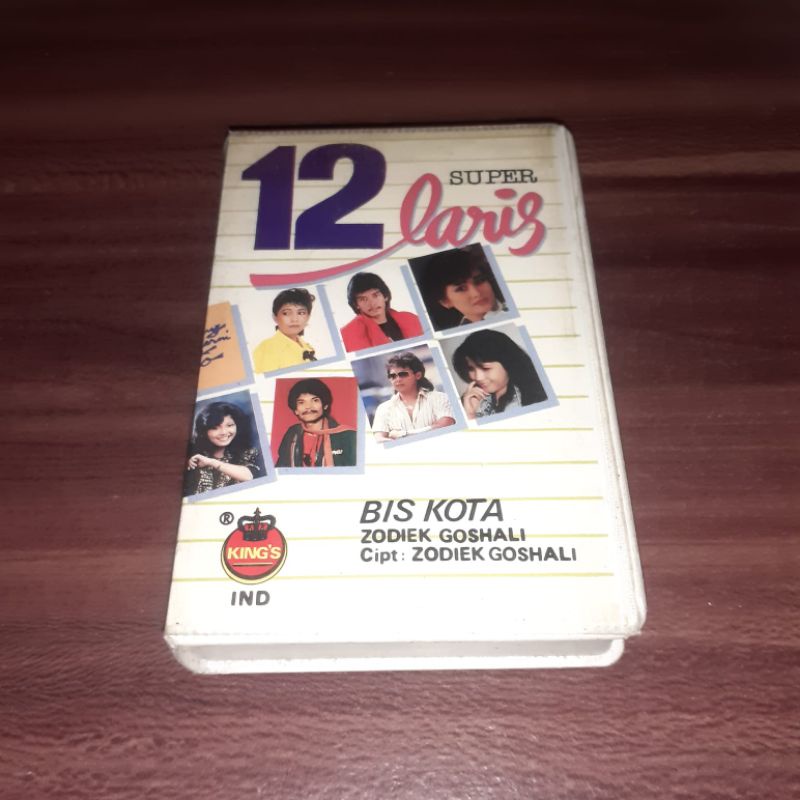 12 SUPER
laris
BIS KOTA
ZODIEK GOSHALI
Cipt: ZODIEK GOSHALI
®
KING'S
IND